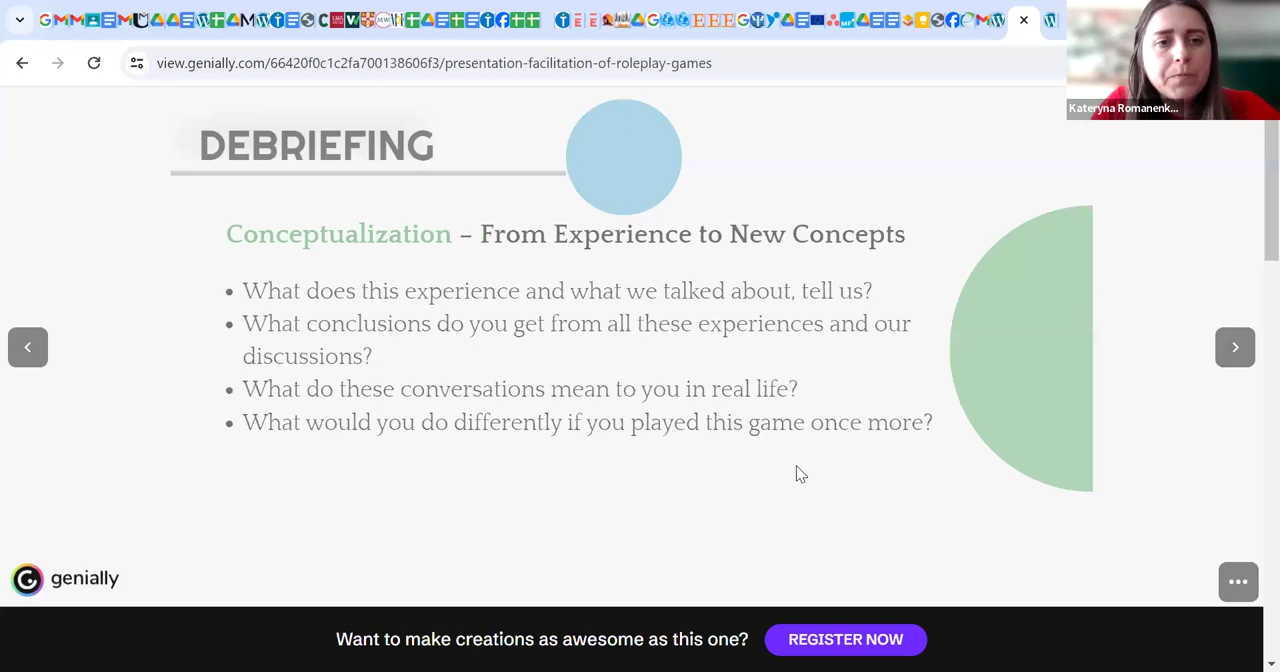 view.genially.com/66420f0c1c2fa700138606f3/presentation-facilitation-of-roleplay-games
Kateryna Romanenk...
DEBRIEFING
Conceptualization – From Experience to New Concepts
• What does this experience and what we talked about, tell us?
• What conclusions do you get from all these experiences and our
discussions?
• What do these conversations mean to you in real life?
• What would you do differently if you played this game once more?
genially
Want to make creations as awesome as this one?
REGISTER NOW